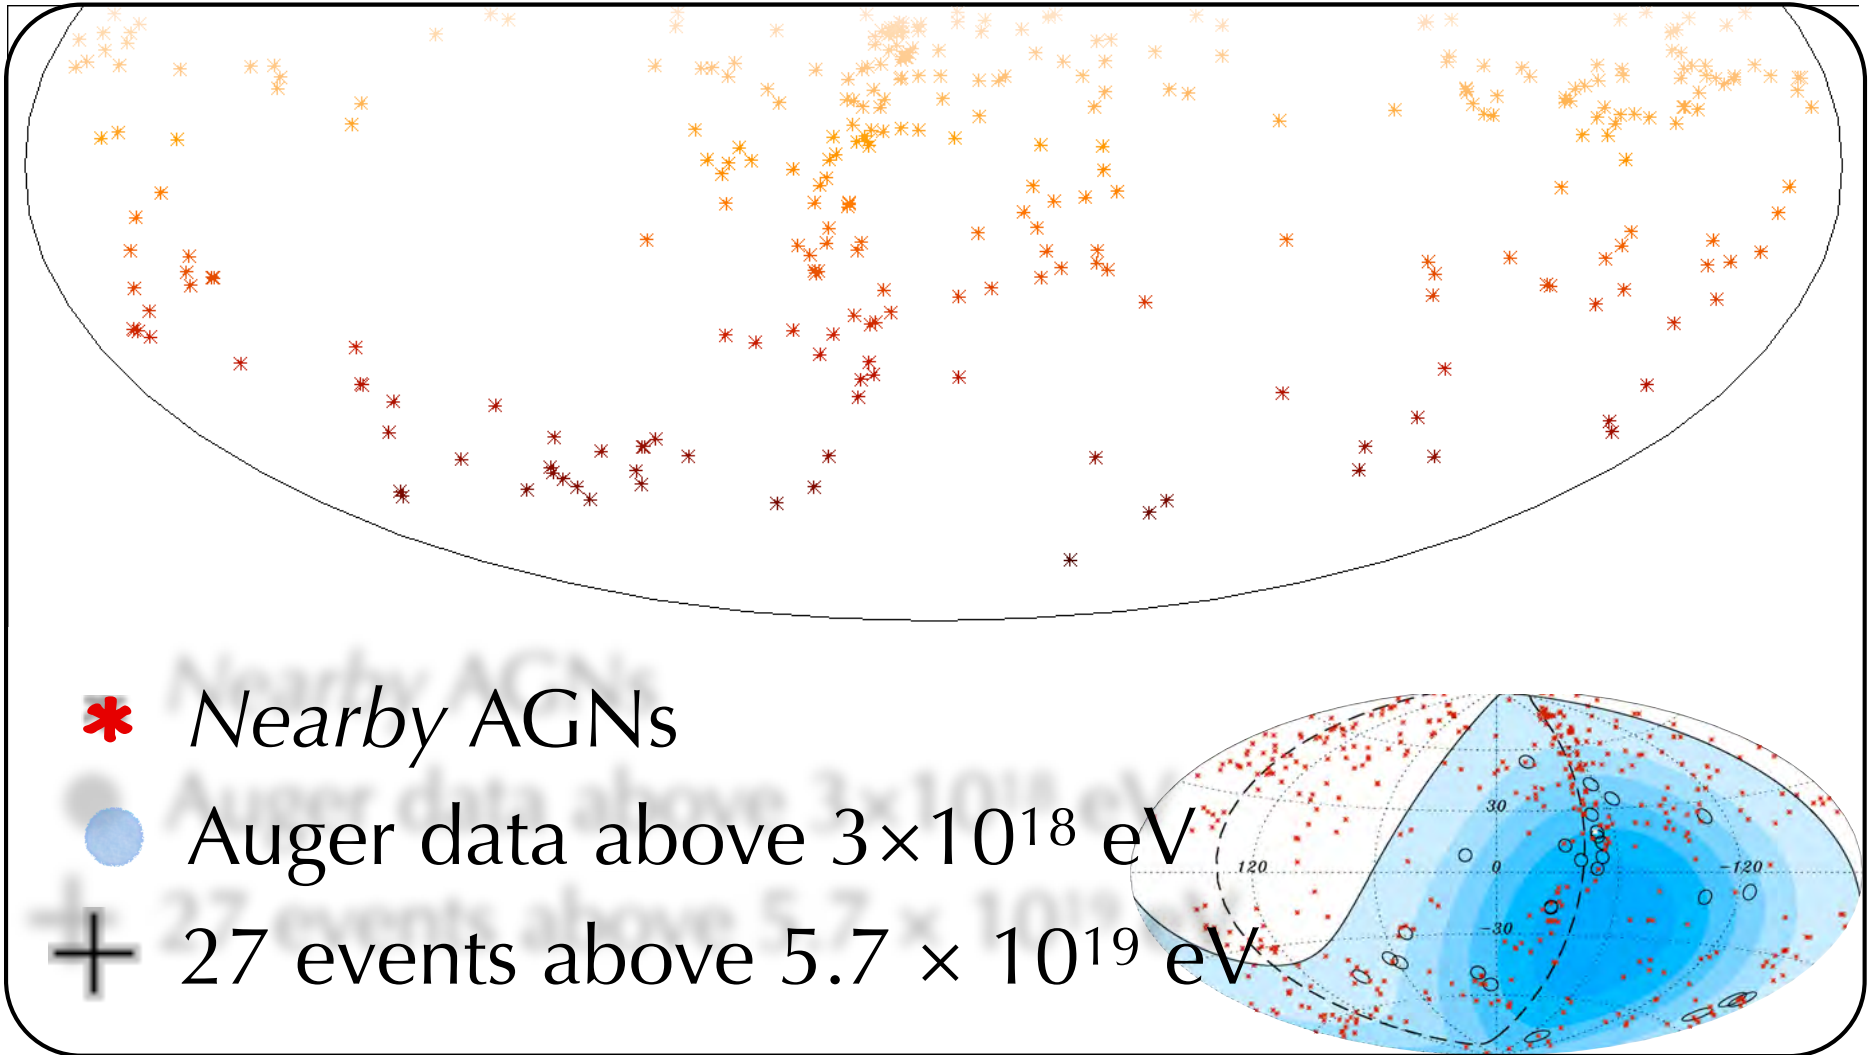 Nearby AGNs
Auger data above 3×10¹⁸ eV
27 events above 5.7 × 10¹⁹ eV
30
120 0 -120
-30